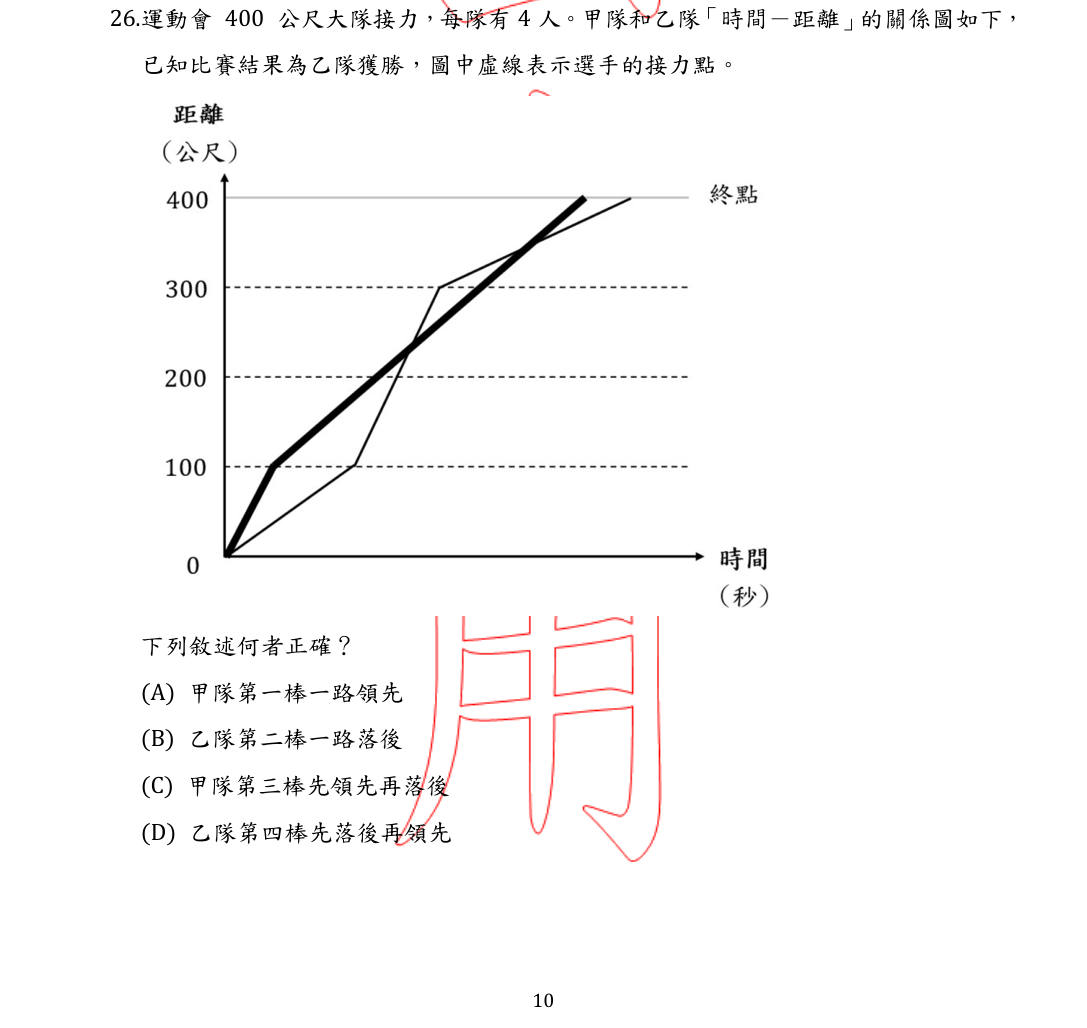 26.運動會 400 公尺大隊接力，每隊有 4 人。甲隊和乙隊「時間－距離」的關係圖如下，
已知比賽結果為乙隊獲勝，圖中虛線表示選手的接力點。
距離
（公尺）
400
終點
300
200
100
0
時間
（秒）
下列敘述何者正確？
(A) 甲隊第一棒一路領先
(B) 乙隊第二棒一路落後
(C) 甲隊第三棒先領先再落後
(D) 乙隊第四棒先落後再領先
用
10